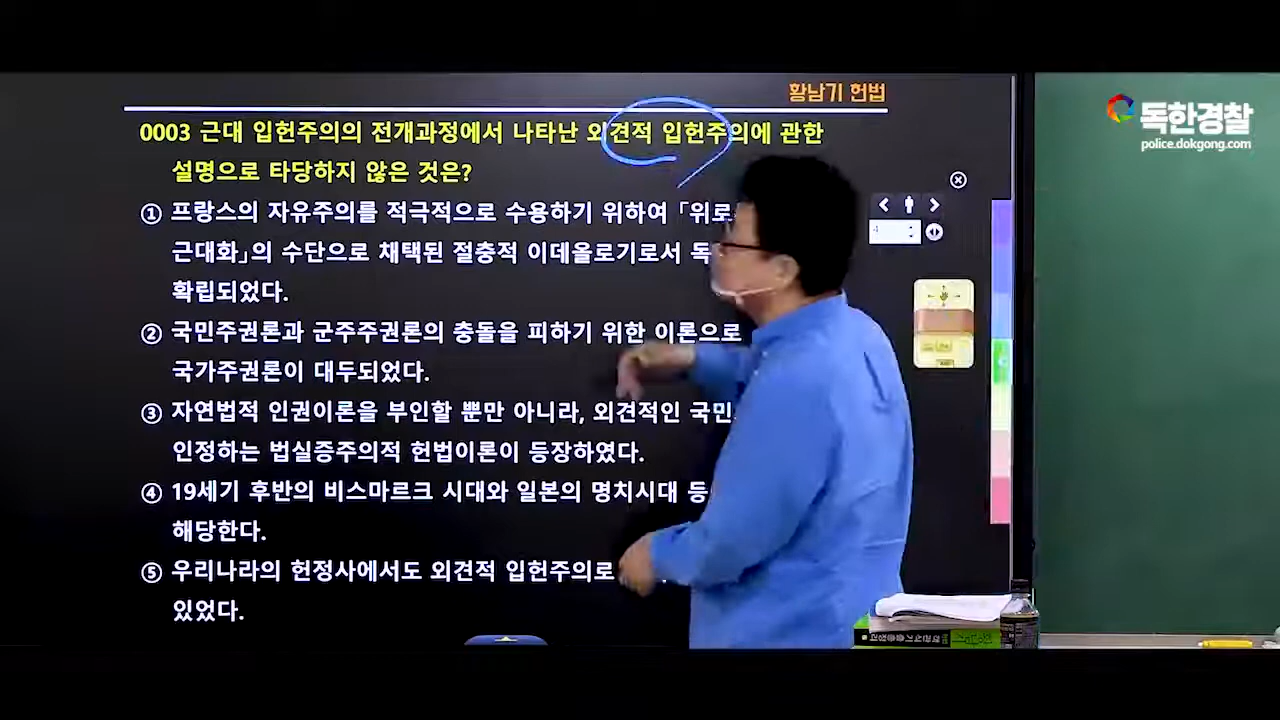 황남기 헌법
0003 근대 입헌주의의 전개과정에서 나타난 외견적 입헌주의에 관한
설명으로 타당하지 않은 것은?
① 프랑스의 자유주의를 적극적으로 수용하기 위하여 「위로
근대화」의 수단으로 채택된 절충적 이데올로기로서 독
확립되었다.
② 국민주권론과 군주주권론의 충돌을 피하기 위한 이론으로
국가주권론이 대두되었다.
③ 자연법적 인권이론을 부인할 뿐만 아니라, 외견적인 국민
인정하는 법실증주의적 헌법이론이 등장하였다.
④ 19세기 후반의 비스마르크 시대와 일본의 명치시대 등
해당한다.
⑤ 우리나라의 헌정사에서도 외견적 입헌주의로
있었다.
4
독한경찰
police.dokgong.com